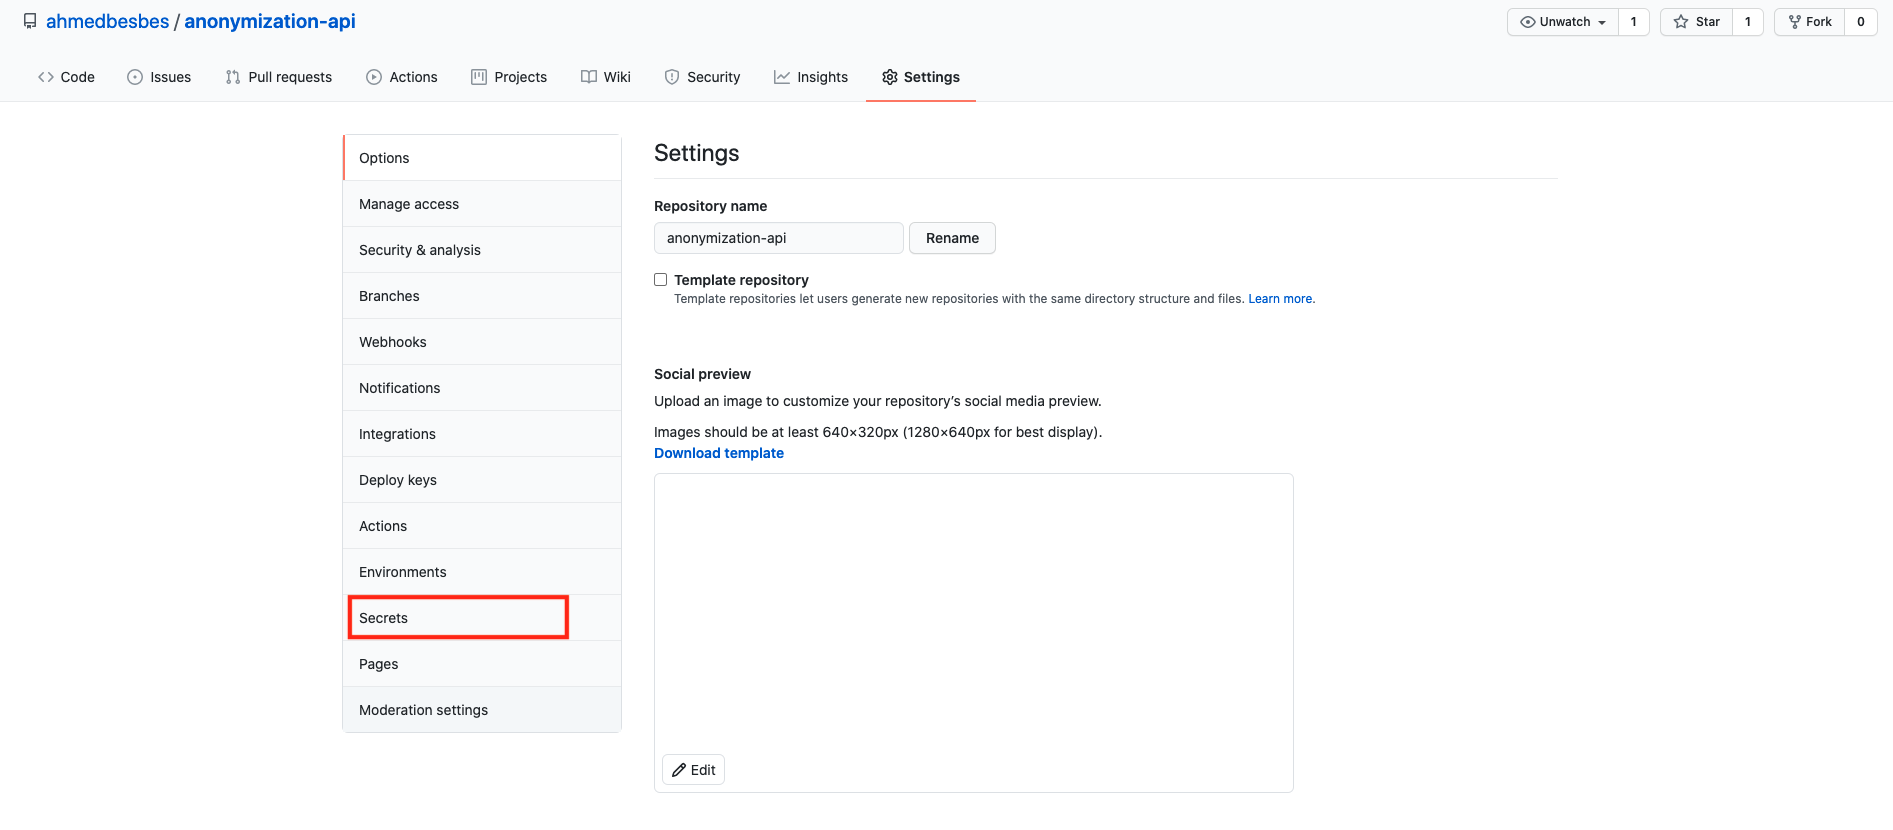 ahmedbesbes / anonymization-api
Unwatch 1 Star 1 Fork 0
Code Issues Pull requests Actions Projects Wiki Security Insights Settings
Options
Manage access
Security & analysis
Branches
Webhooks
Notifications
Integrations
Deploy keys
Actions
Environments
Secrets
Pages
Moderation settings
Settings
Repository name
anonymization-api Rename
Template repository
Template repositories let users generate new repositories with the same directory structure and files. Learn more.
Social preview
Upload an image to customize your repository’s social media preview.
Images should be at least 640×320px (1280×640px for best display).
Download template
Edit